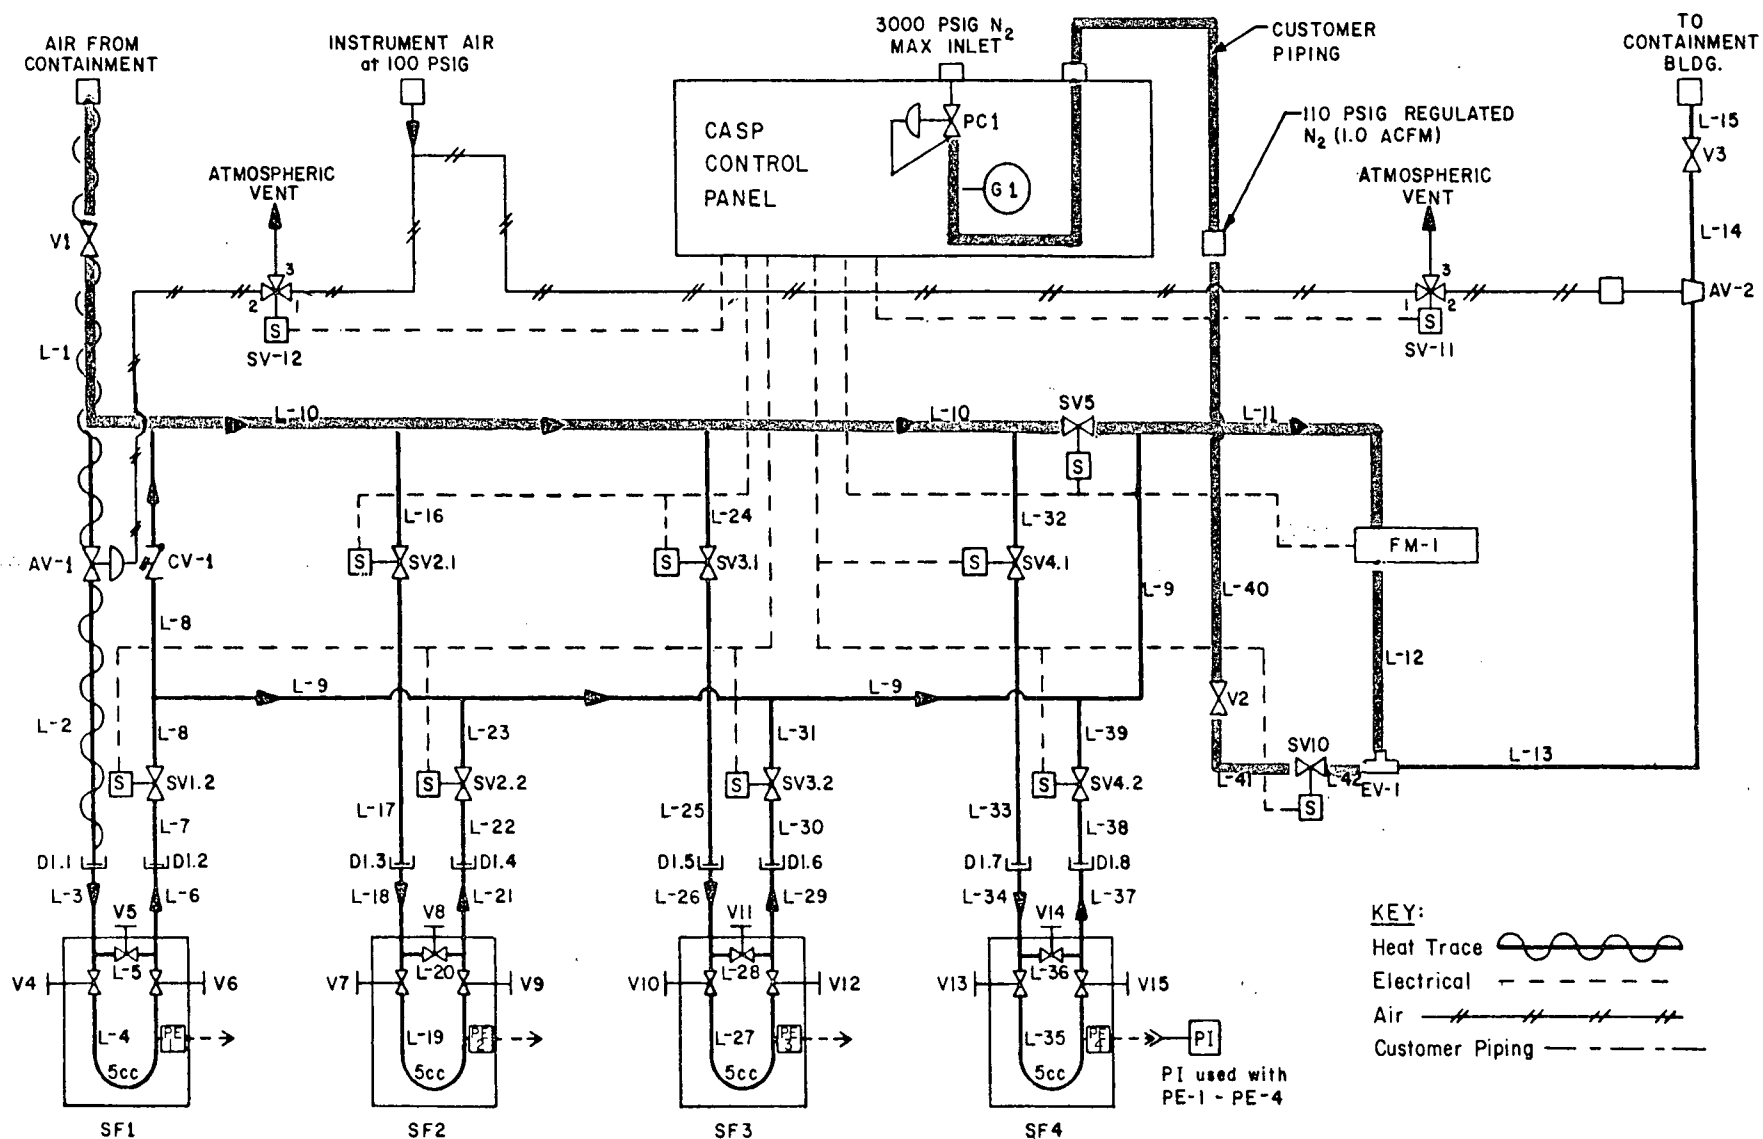 AIR FROM
CONTAINMENT
INSTRUMENT AIR
at 100 PSIG
3000 PSIG N2
MAX INLET
CUSTOMER
PIPING
TO
CONTAINMENT
BLDG.
L-15
V3
PC1
CASP
CONTROL
PANEL
G1
110 PSIG REGULATED
N2 (1.0 ACFM)
ATMOSPHERIC
VENT
ATMOSPHERIC
VENT
V1
L-14
3
2
1
S
SV-12
3
1
2
S
SV-11
AV-2
L-1
L-10
L-10
SV5
S
L-11
L-16
L-24
L-32
AV-1
CV-1
S
SV2.1
S
SV3.1
S
SV4.1
FM-1
L-8
L-9
L-40
L-12
L-9
L-9
V2
L-2
L-8
L-23
L-31
L-39
SV10
L-13
S
SV1.2
S
SV2.2
S
SV3.2
S
SV4.2
L-41
L-42
EV-1
S
L-7
L-17
L-22
L-25
L-30
L-33
L-38
D1.1
D1.2
D1.3
D1.4
D1.5
D1.6
D1.7
D1.8
L-3
L-6
L-18
L-21
L-26
L-29
L-34
L-37
V5
V8
V11
V14
L-5
L-20
L-28
L-36
V4
V6
V7
V9
V10
V12
V13
V15
L-4
PE
1
L-19
PE
2
L-27
PE
3
L-35
PE
4
PI
5cc
5cc
5cc
5cc
PI used with
PE-1 - PE-4
SF1
SF2
SF3
SF4
KEY:
Heat Trace
Electrical
Air
Customer Piping